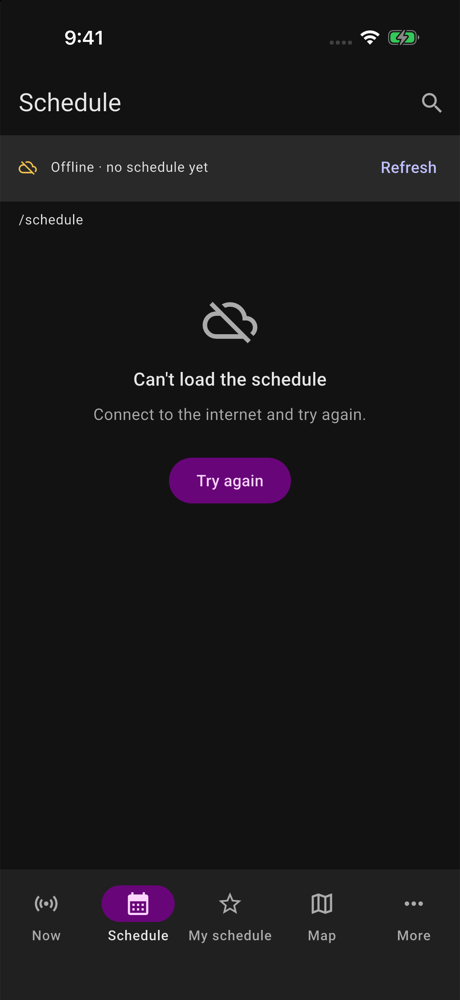 9:41
Schedule
Offline · no schedule yet
Refresh
/schedule
Can't load the schedule
Connect to the internet and try again.
Try again
Now
Schedule
My schedule
Map
More